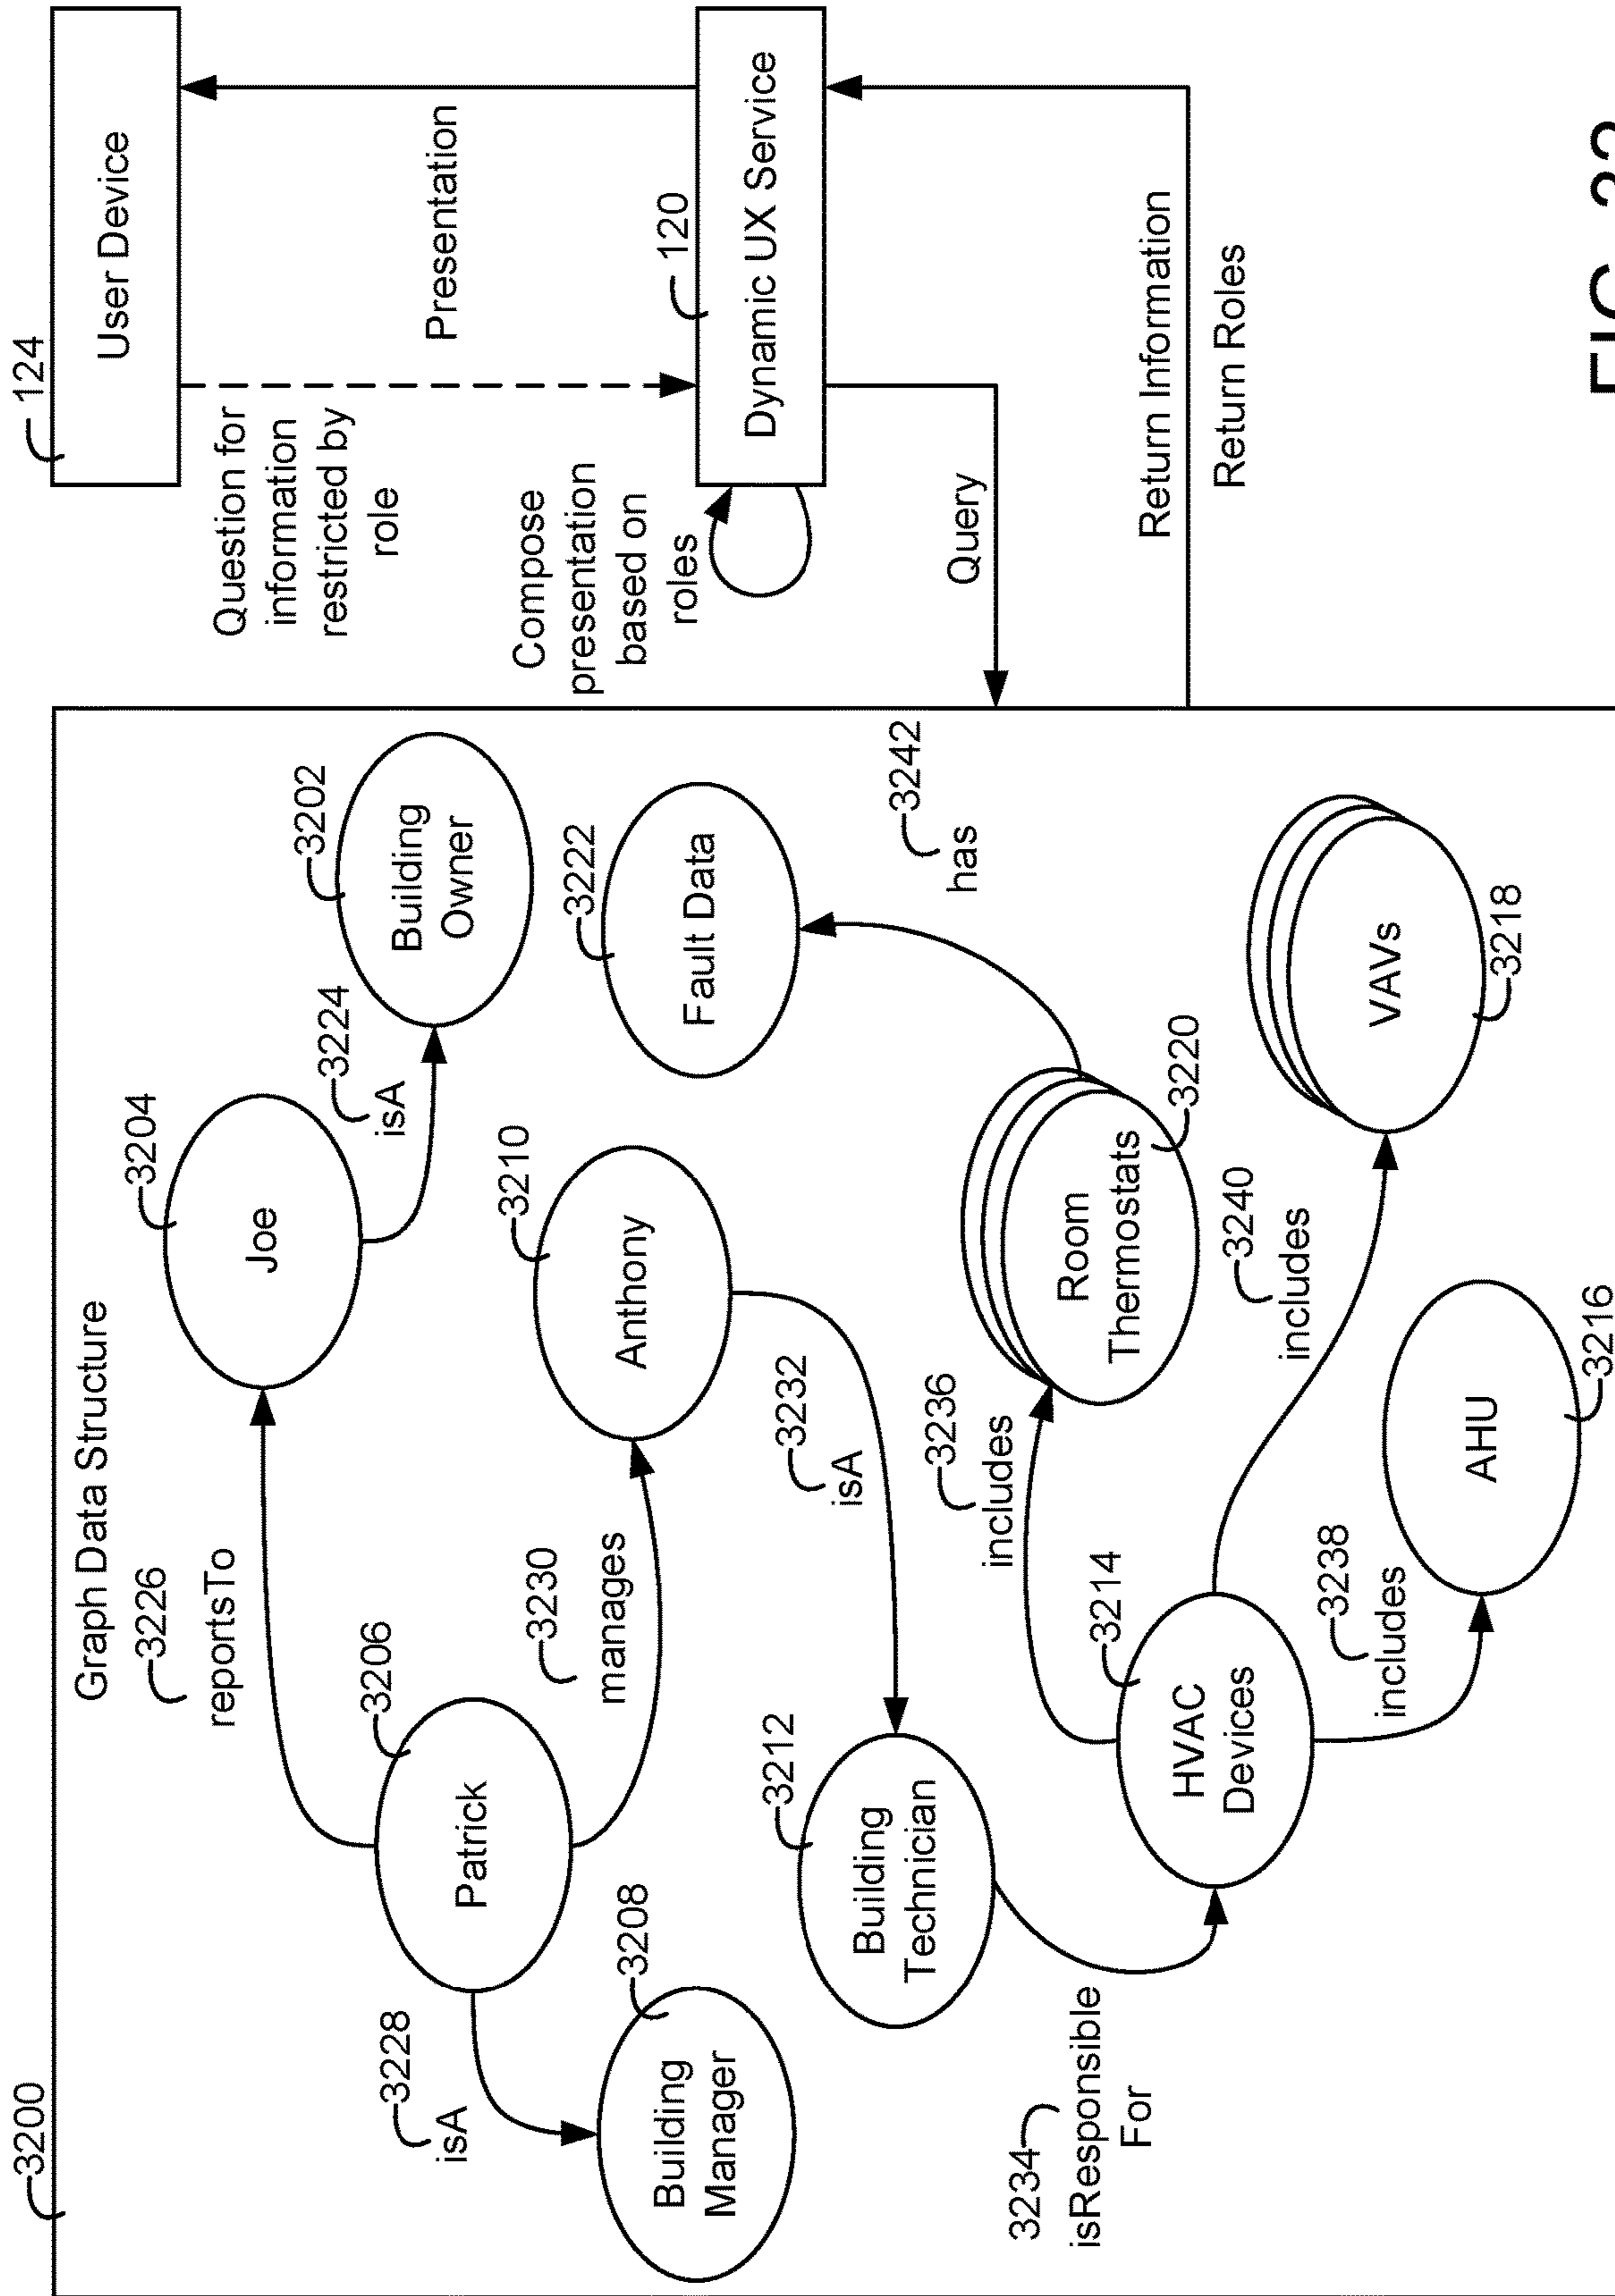 3200
Graph Data Structure
3226
reportsTo
3204
Joe
3224
isA
3202
Building
Owner
3206
Patrick
3228
isA
3208
Building
Manager
3230
manages
3210
Anthony
3222
Fault Data
3232
isA
3212
Building
Technician
3242
has
3234
isResponsible
For
3214
HVAC
Devices
3236
includes
Room
Thermostats
3220
3240
includes
3238
includes
VAVs
3218
AHU
3216
124
User Device
Question for
information
restricted by
role
Presentation
Compose
presentation
based on
roles
120
Dynamic UX Service
Query
Return Information
Return Roles
FIG